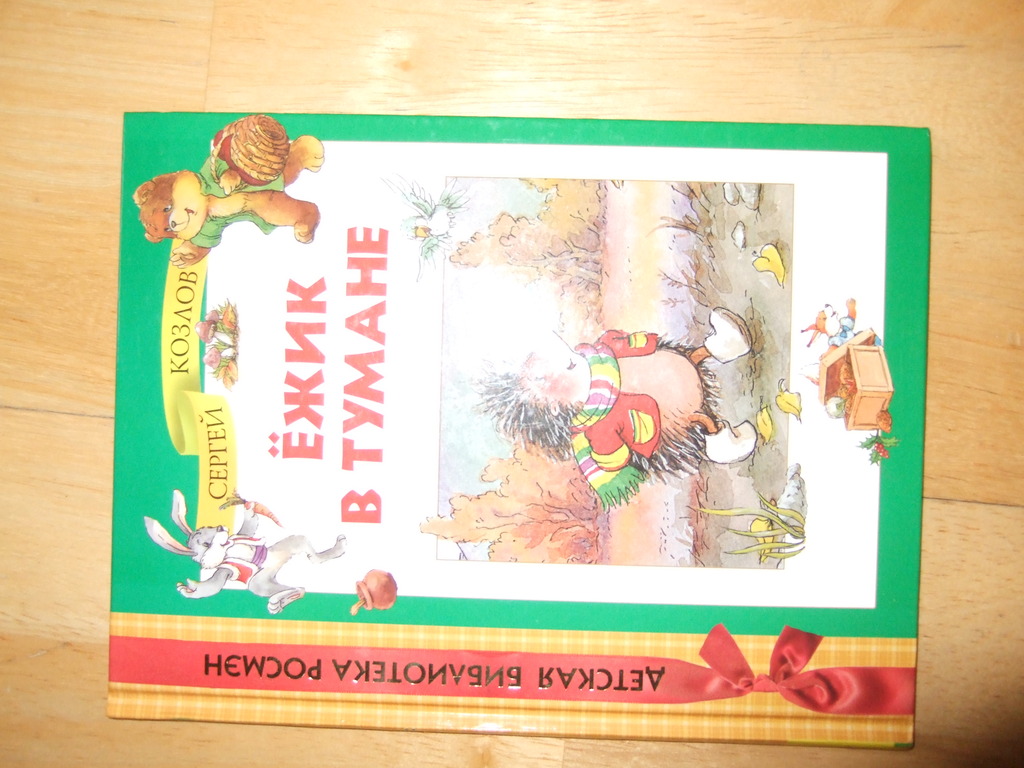 СЕРГЕЙ КОЗЛОВ
ЁЖИК
В ТУМАНЕ
ДЕТСКАЯ БИБЛИОТЕКА РОСМЭН